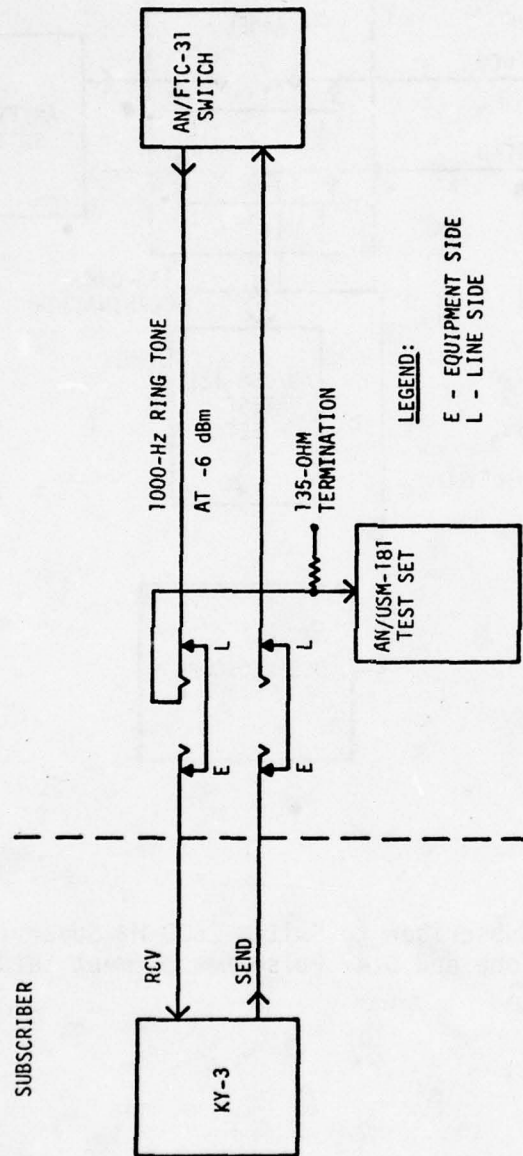 SUBSCRIBER
KY-3
RCV
SEND
E
L
E
L
1000-Hz RING TONE
AT -6 dBm
135-OHM
TERMINATION
AN/USM-181
TEST SET
AN/FTC-31
SWITCH
LEGEND:
E - EQUIPMENT SIDE
L - LINE SIDE